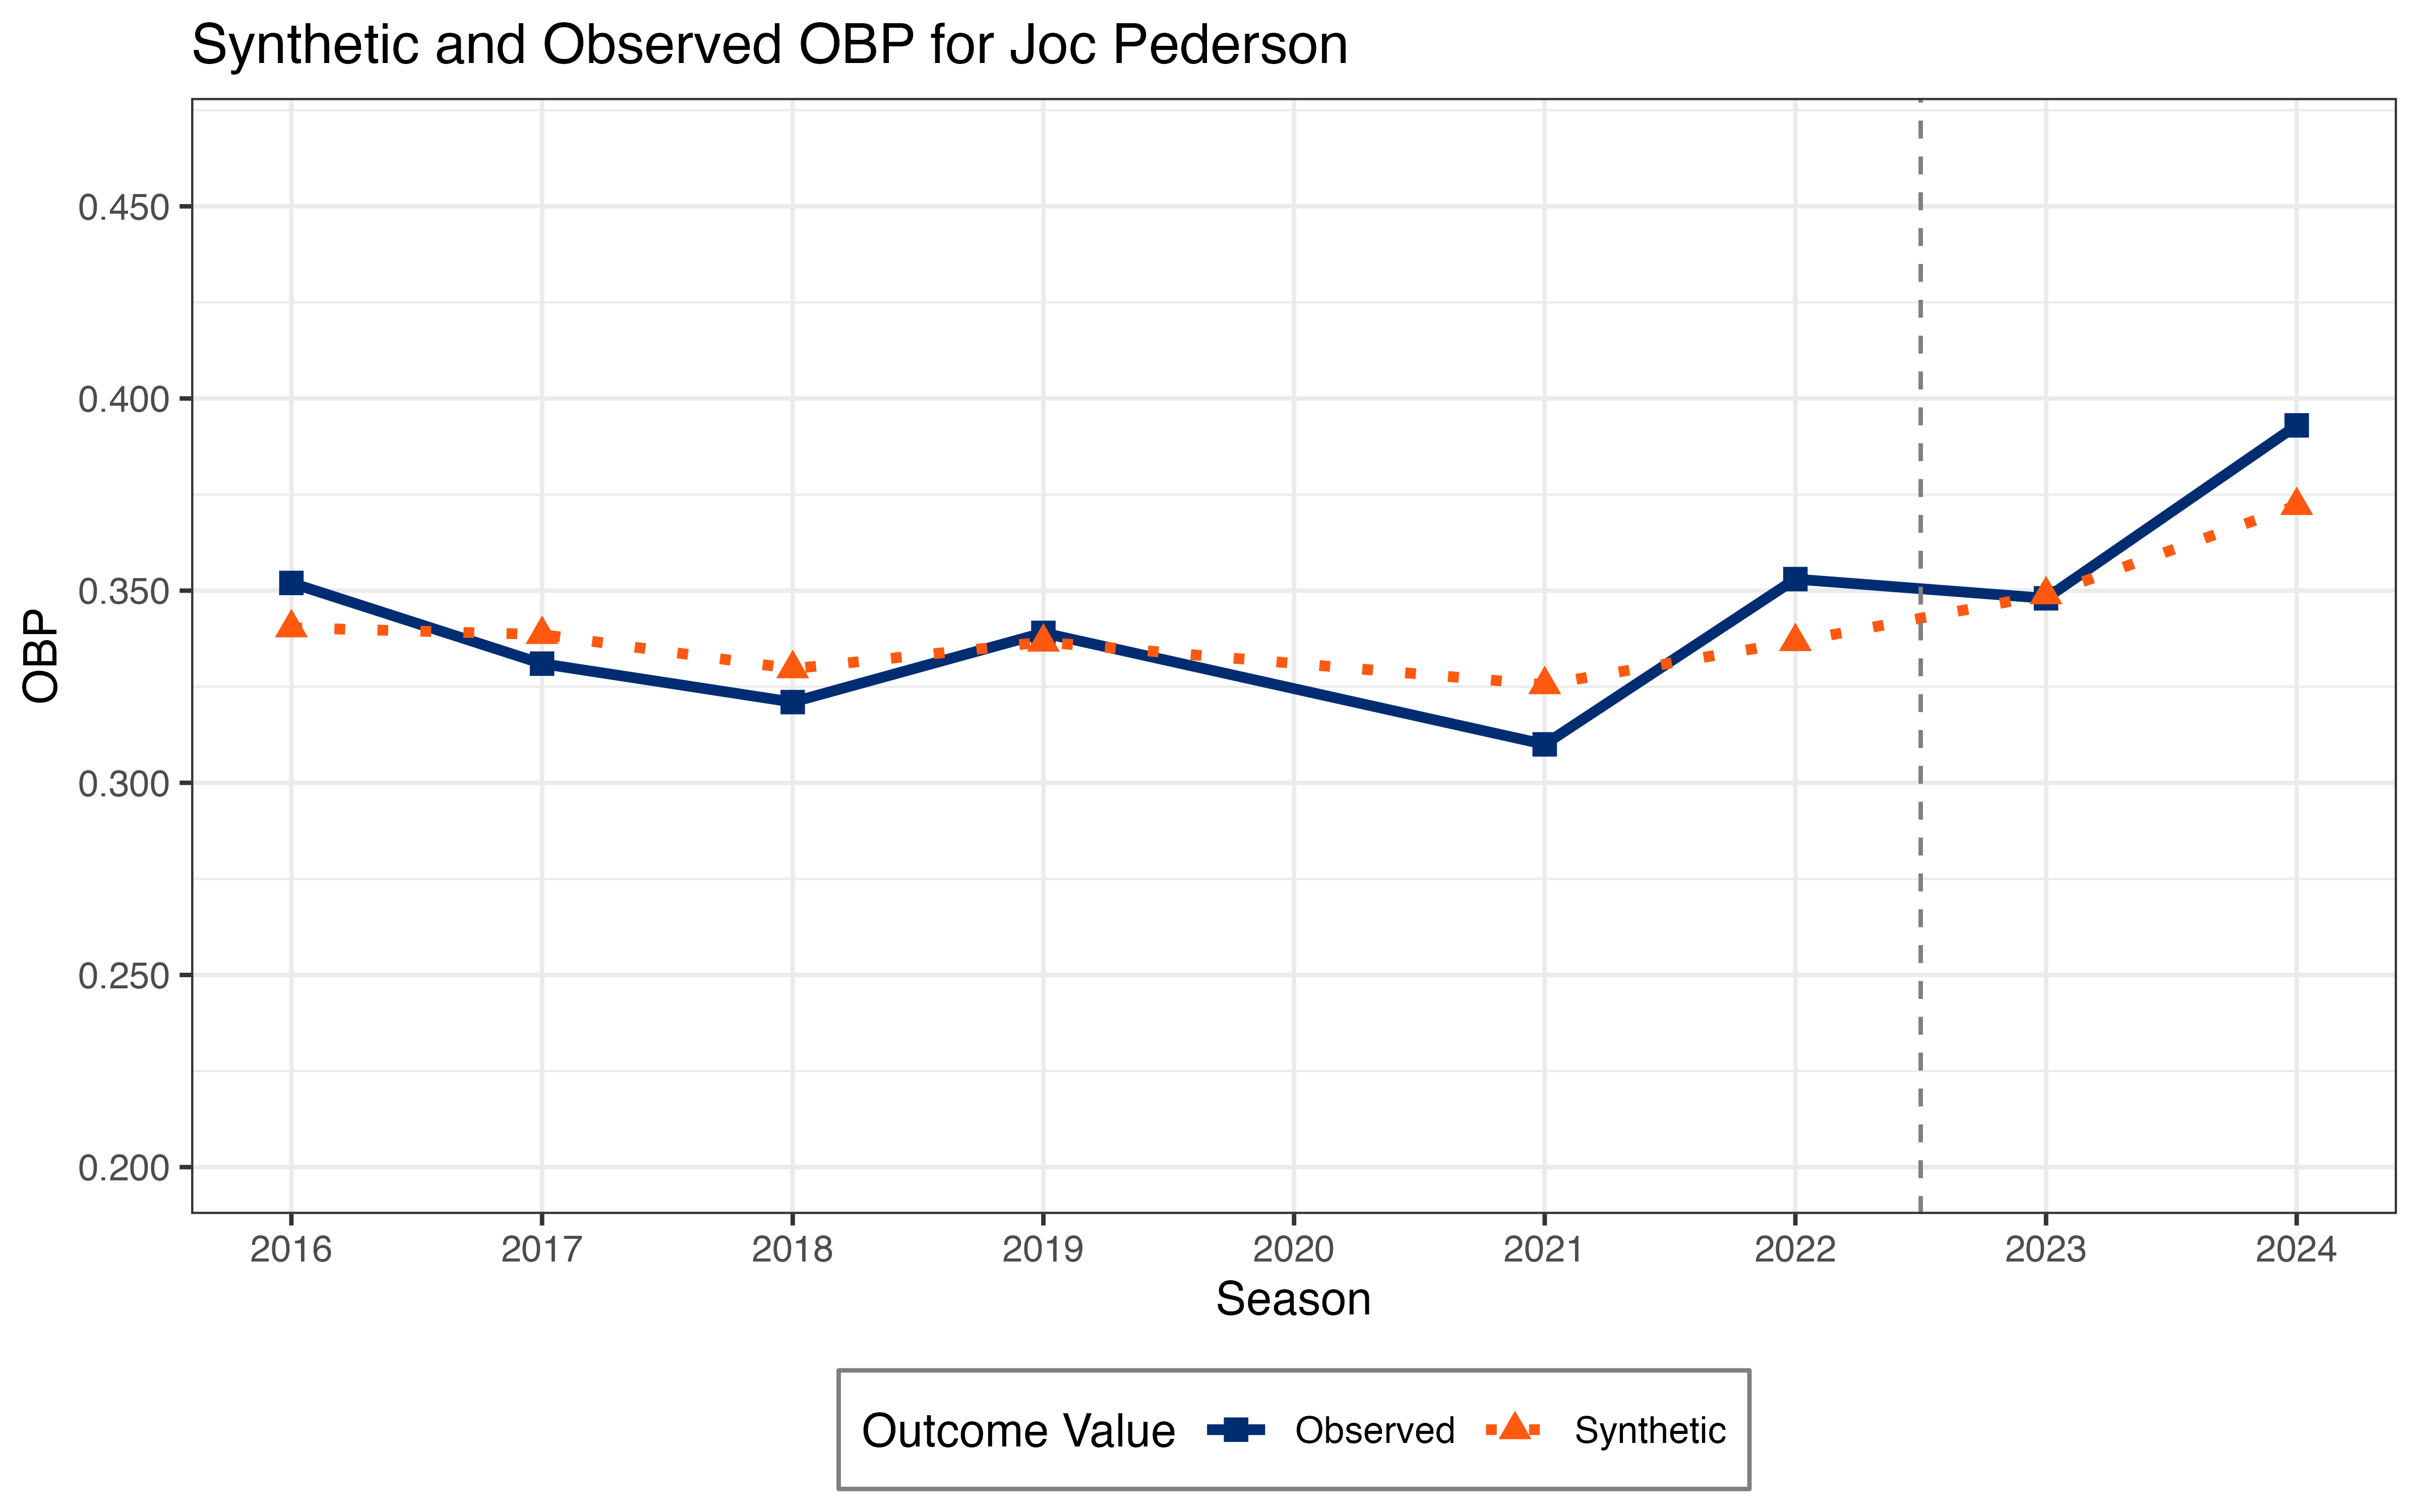 Synthetic and Observed OBP for Joc Pederson
0.450
0.400
0.350
0.300
0.250
0.200
OBP
2016 2017 2018 2019 2020 2021 2022 2023 2024
Season
Outcome Value Observed Synthetic